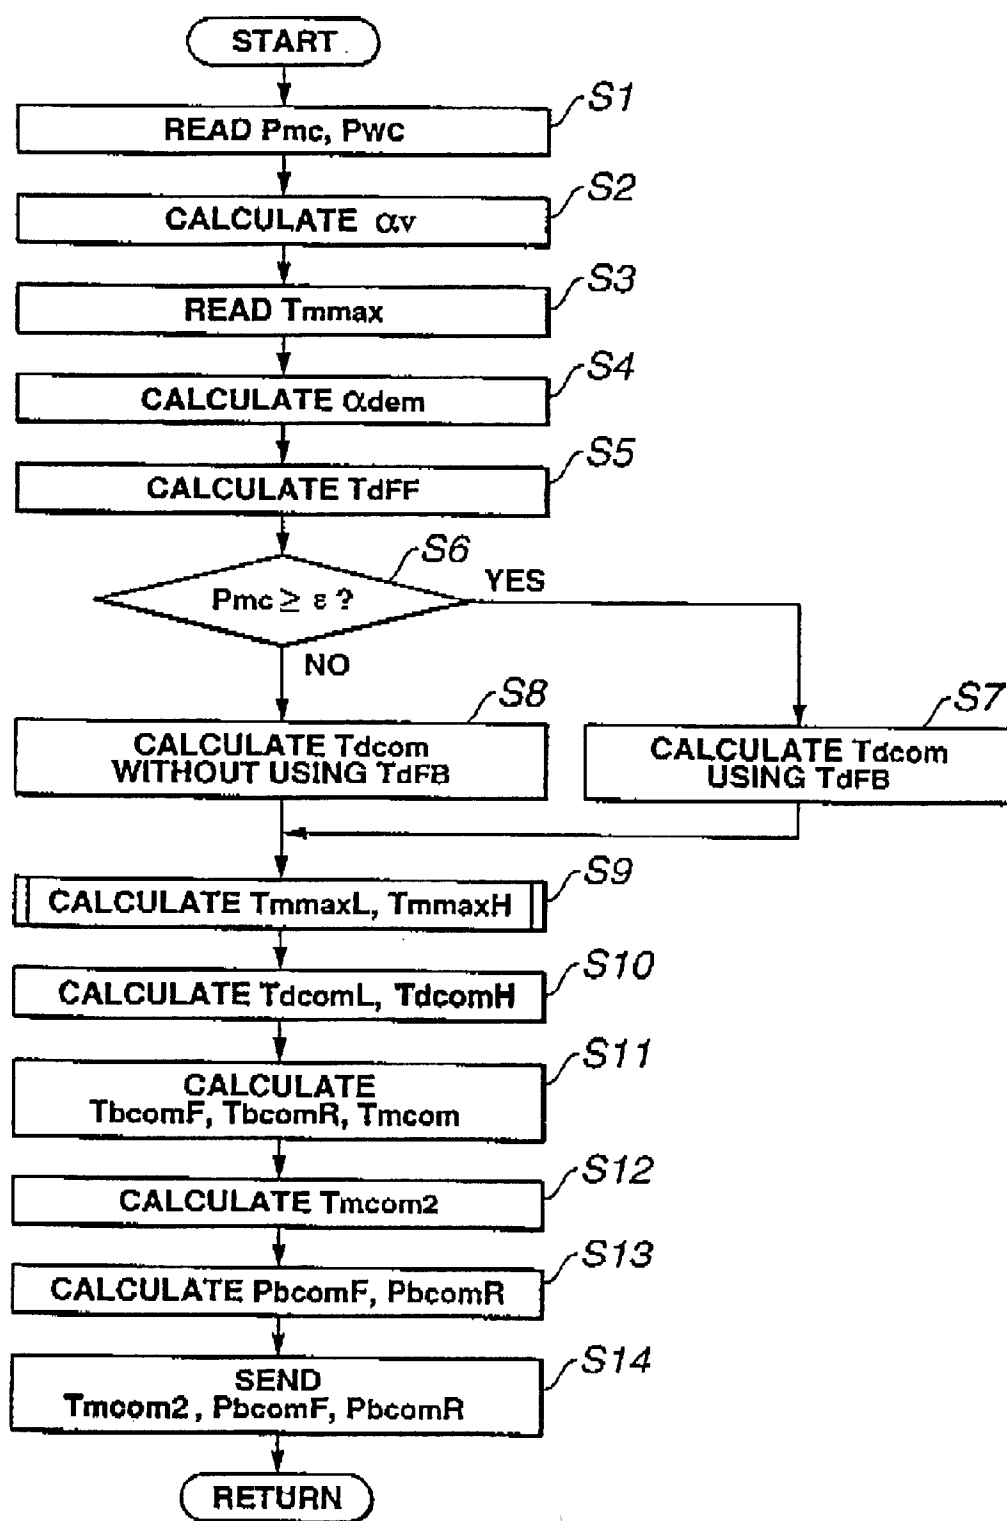 START
S1
READ Pmc, Pwc
S2
CALCULATE αv
S3
READ Tmmax
S4
CALCULATE αdem
S5
CALCULATE TdFF
S6
Pmc ≥ ε ?
YES
NO
S8
CALCULATE Tdcom
WITHOUT USING TdFB
S7
CALCULATE Tdcom
USING TdFB
S9
CALCULATE TmmaxL, TmmaxH
S10
CALCULATE TdcomL, TdcomH
S11
CALCULATE
TbcomF, TbcomR, Tmcom
S12
CALCULATE Tmcom2
S13
CALCULATE PbcomF, PbcomR
S14
SEND
Tmcom2, PbcomF, PbcomR
RETURN